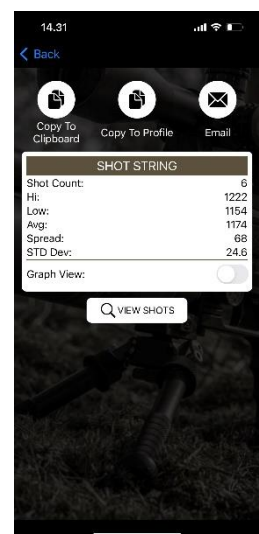 14.31
Back
Copy To
Clipboard
Copy To Profile
Email
SHOT STRING
Shot Count: 6
Hi: 1222
Low: 1154
Avg: 1174
Spread: 68
STD Dev: 24.6
Graph View:
VIEW SHOTS